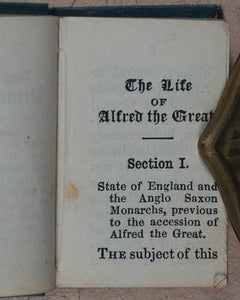 The Life
OF
Alfred the Great
Section I.
State of England and
the Anglo Saxon
Monarchs, previous
to the accession of
Alfred the Great.
THE subject of this